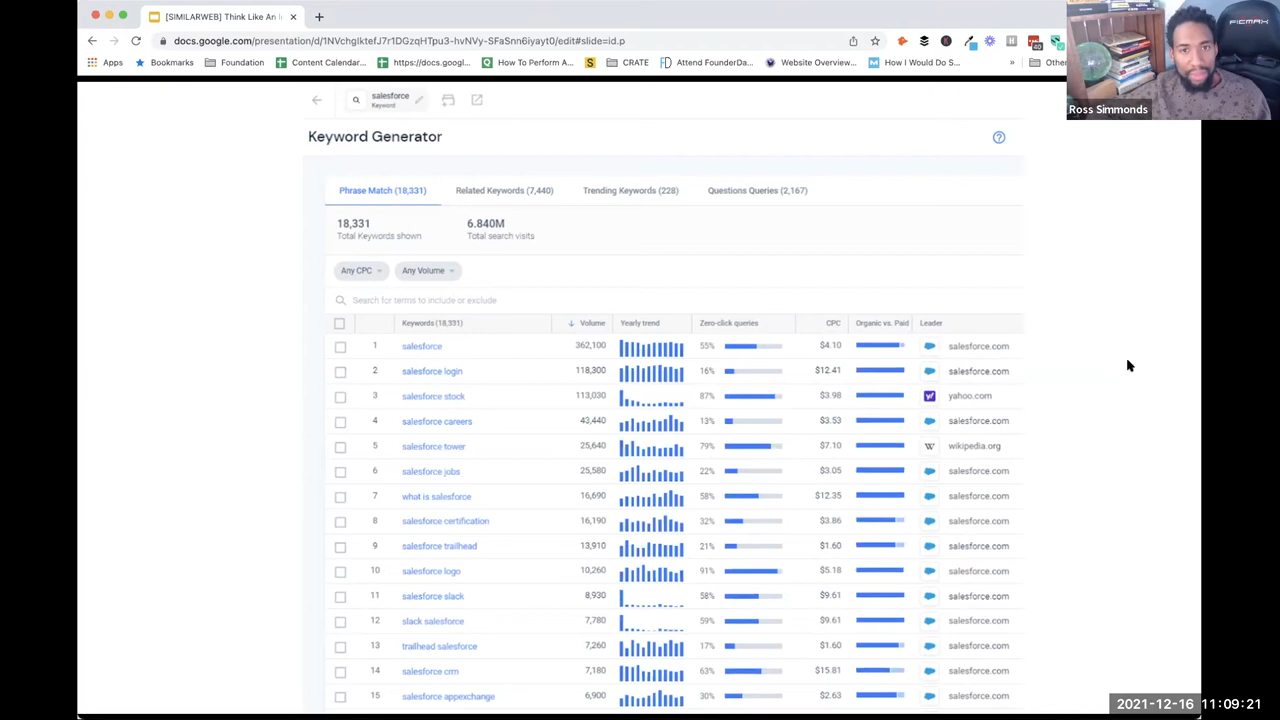 [SIMILARWEB] Think Like An I
docs.google.com/presentation/d/1NVchgIktefJ7r1DGzqHTpu3-hvNVy-SFaSnn6iyayt0/edit#slide=id.p
Apps Bookmarks Foundation Content Calendar... https://docs.googl... How To Perform A... CRATE Attend FounderDa... Website Overview... How I Would Do S... » Othe
40
Ross Simmonds
salesforce
Keyword
Keyword Generator
Phrase Match (18,331) Related Keywords (7,440) Trending Keywords (228) Questions Queries (2,167)
18,331 6.840M
Total Keywords shown Total search visits
Any CPC Any Volume
Search for terms to include or exclude
Keywords (18,331) Volume Yearly trend Zero-click queries CPC Organic vs. Paid Leader
1 salesforce 362,100 55% $4.10 salesforce.com
2 salesforce login 118,300 16% $12.41 salesforce.com
3 salesforce stock 113,030 87% $3.98 yahoo.com
4 salesforce careers 43,440 13% $3.53 salesforce.com
5 salesforce tower 25,640 79% $7.10 W wikipedia.org
6 salesforce jobs 25,580 22% $3.05 salesforce.com
7 what is salesforce 16,690 58% $12.35 salesforce.com
8 salesforce certification 16,190 32% $3.86 salesforce.com
9 salesforce trailhead 13,910 21% $1.60 salesforce.com
10 salesforce logo 10,260 91% $5.18 salesforce.com
11 salesforce slack 8,930 58% $9.61 salesforce.com
12 slack salesforce 7,780 59% $9.61 salesforce.com
13 trailhead salesforce 7,260 17% $1.60 salesforce.com
14 salesforce crm 7,180 63% $15.81 salesforce.com
15 salesforce appexchange 6,900 30% $2.63 salesforce.com
2021-12-16 11:09:21